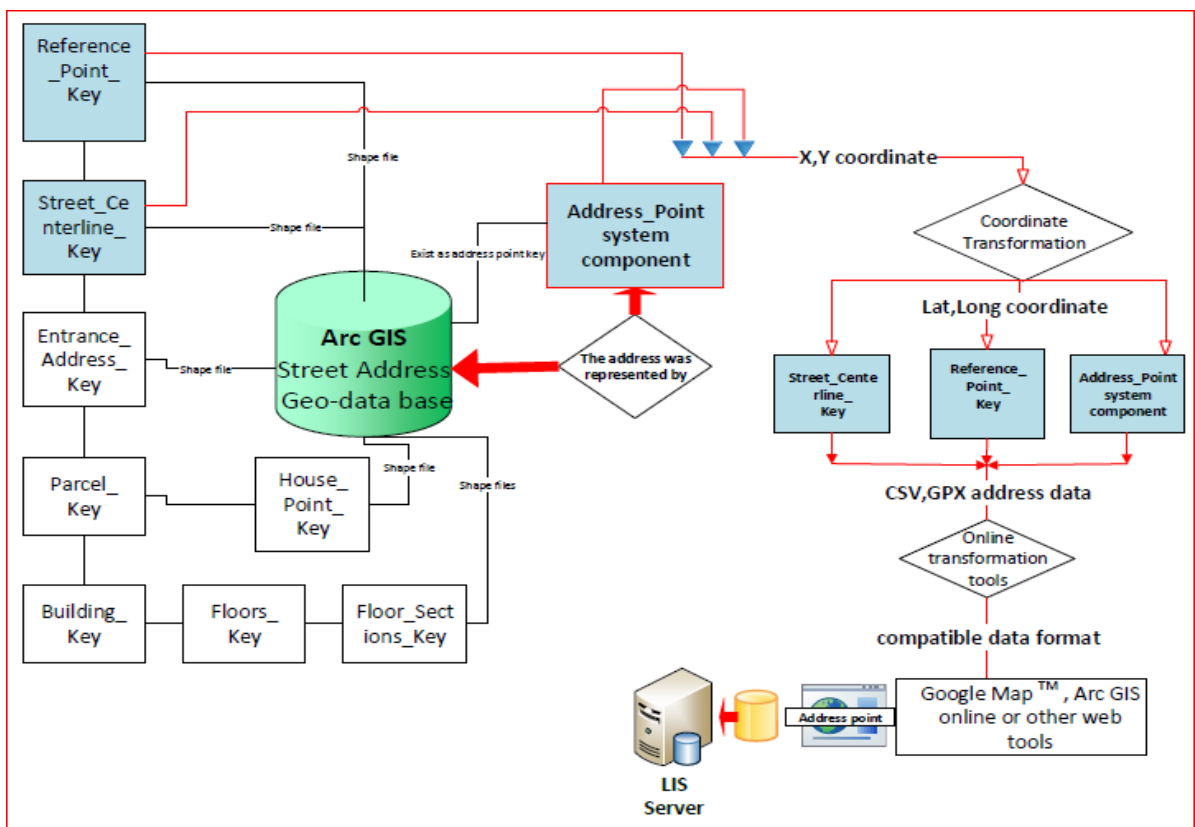 Reference
_Point_
Key
Shape file
X,Y coordinate
Street_Ce
nterline_
Key
Shape file
Address_Point
system
component
Exist as address point key
Coordinate
Transformation
Entrance_
Address_
Key
Shape file
Arc GIS
Street Address
Geo-data base
The address was
represented by
Lat,Long coordinate
Street_Cente
rline_
Key
Reference_
Point_
Key
Address_Point
system
component
Parcel_
Key
House_
Point_
Key
Shape file
Shape files
CSV,GPX address data
Online
transformation
tools
Building_
Key
Floors_
Key
Floor_Sect
ions_Key
compatible data format
Google Map™ , Arc GIS
online or other web
tools
Address point
LIS
Server